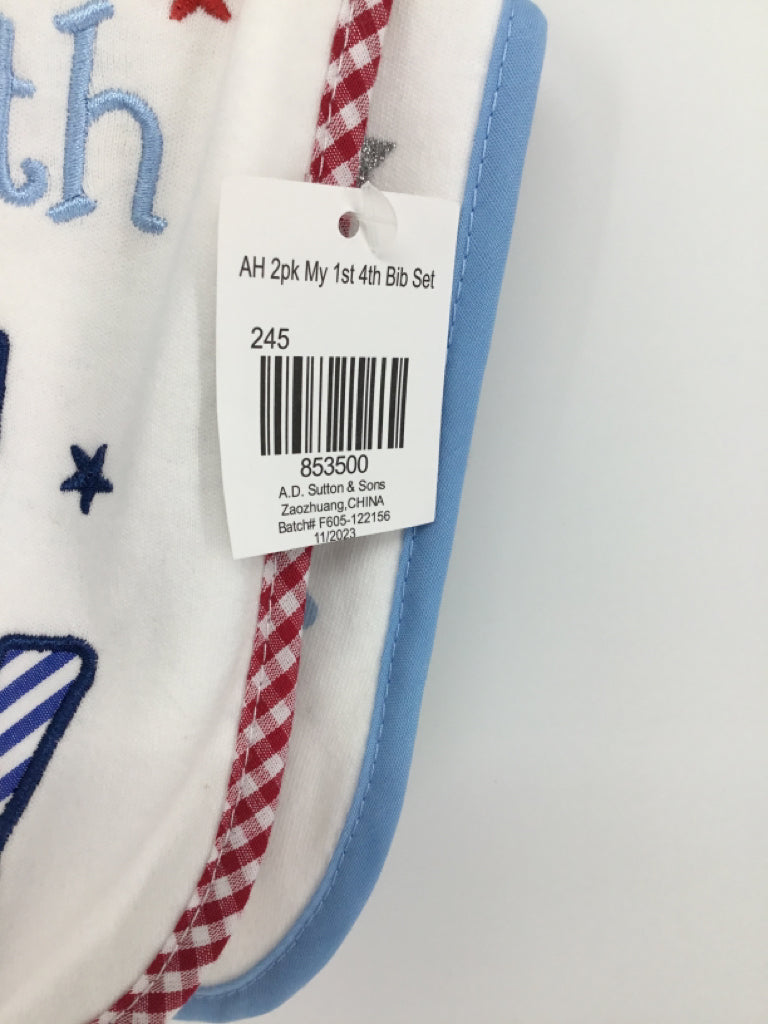 th
AH 2pk My 1st 4th Bib Set
245
853500
A.D. Sutton & Sons
Zaozhuang,CHINA
Batch# F605-122156
11/2023